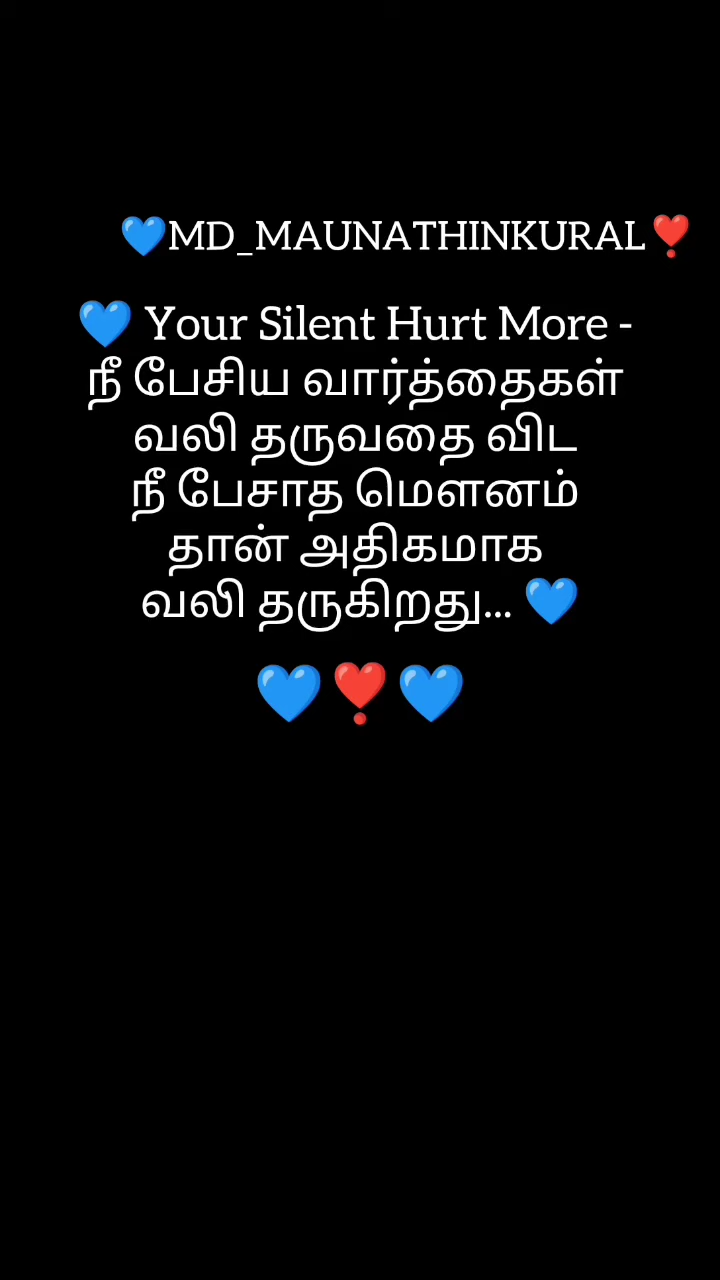 💙MD_MAUNATHINKURAL❣️
💙 Your Silent Hurt More -
நீ பேசிய வார்த்தைகள்
வலி தருவதை விட
நீ பேசாத மௌனம்
தான் அதிகமாக
வலி தருகிறது... 💙
💙❣️💙